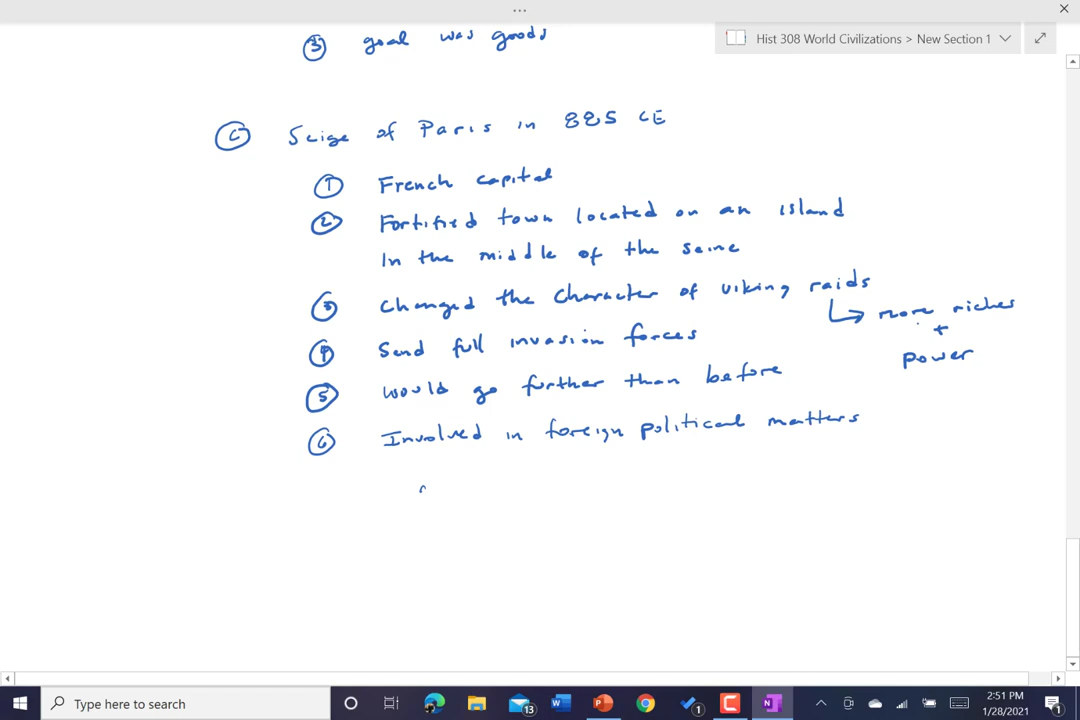 ...
Hist 308 World Civilizations > New Section 1
③ goal was goods
Ⓒ Seige of Paris in 885 CE
① French capital
② Fortified town located on an island
In the middle of the seine
③ Changed the Character of viking raids
↳ more riches
+
power
④ Send full invasion forces
⑤ Would go further than before
⑥ Involved in foreign political matters
Type here to search
13
1
2:51 PM
1/28/2021
1